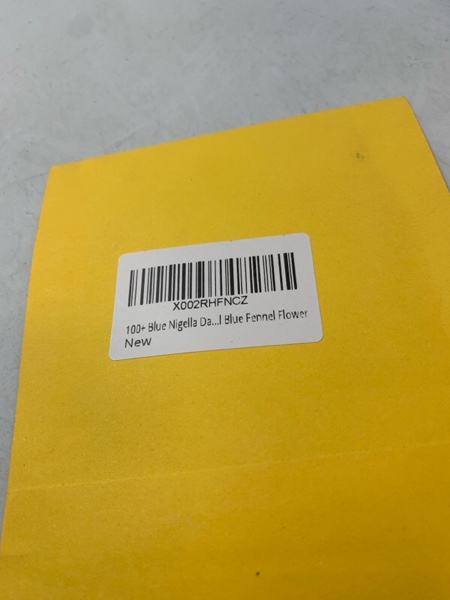 X002RHFNCZ
100+ Blue Nigella Da...l Blue Fennel Flower
New